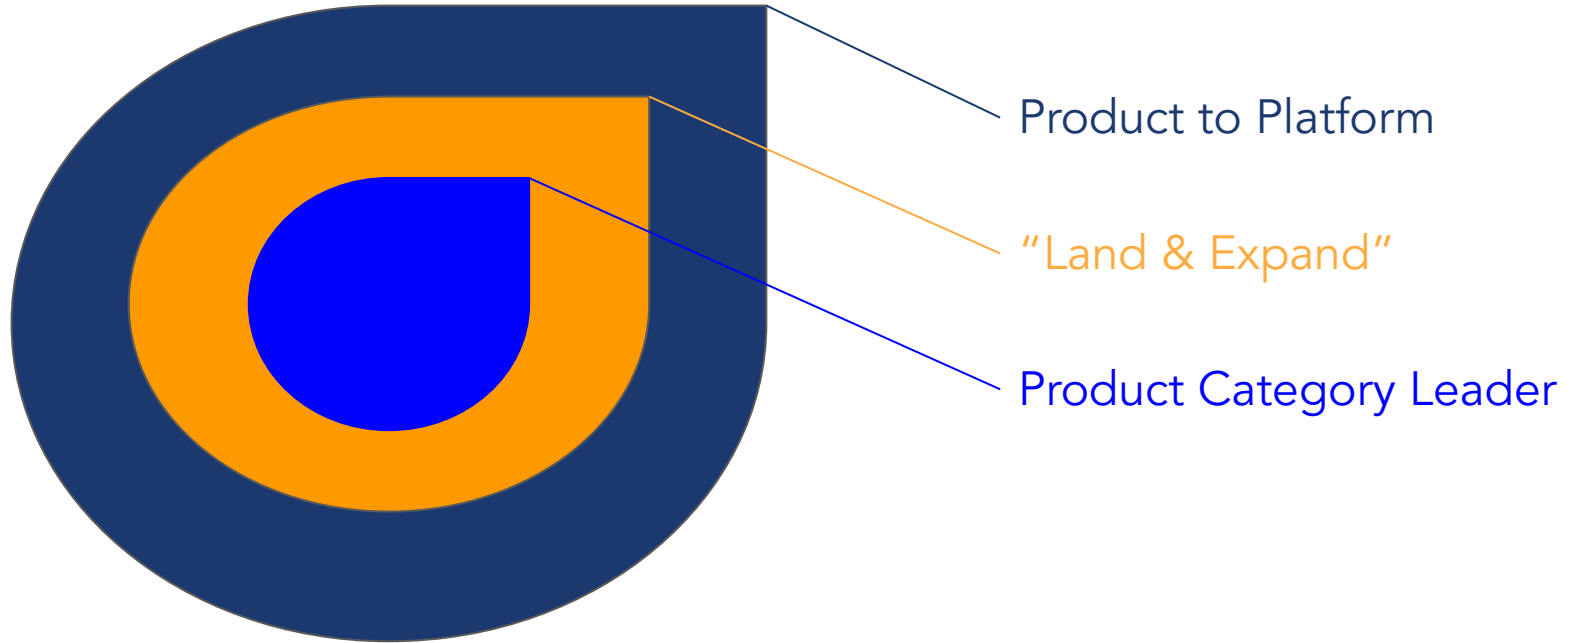 Product to Platform
“Land & Expand”
Product Category Leader